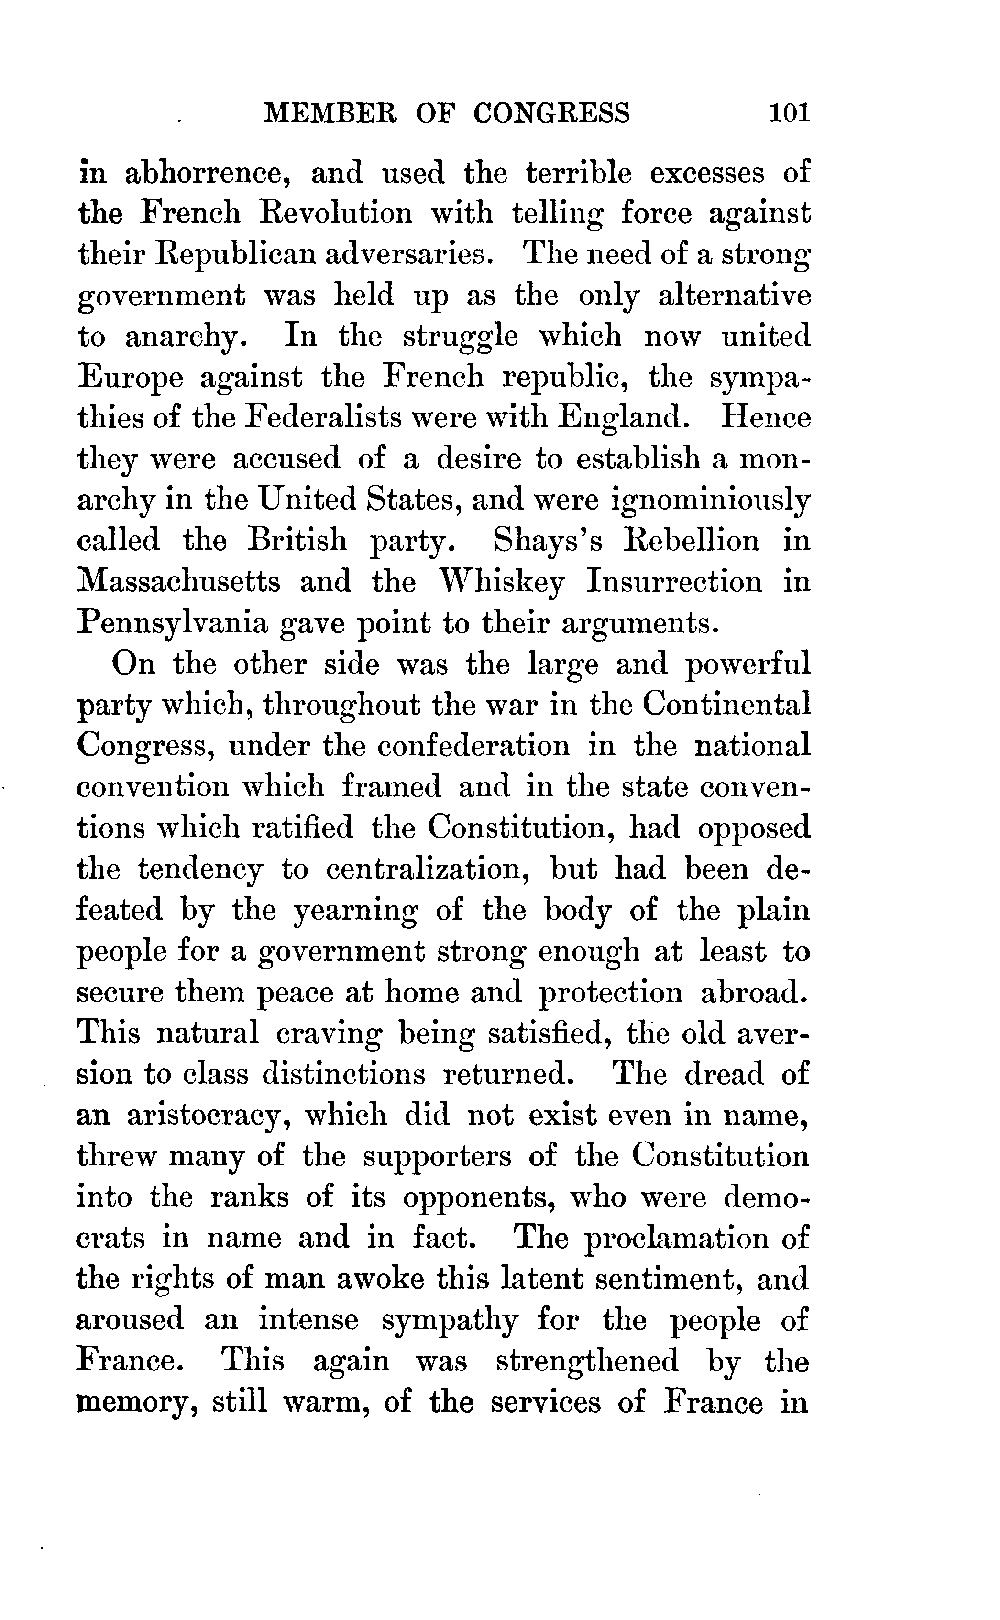 MEMBER OF CONGRESS 101
in abhorrence, and used the terrible excesses of
the French Revolution with telling force against
their Republican adversaries. The need of a strong
government was held up as the only alternative
to anarchy. In the struggle which now united
Europe against the French republic, the sympa-
thies of the Federalists were with England. Hence
they were accused of a desire to establish a mon-
archy in the United States, and were ignominiously
called the British party. Shays's Rebellion in
Massachusetts and the Whiskey Insurrection in
Pennsylvania gave point to their arguments.
On the other side was the large and powerful
party which, throughout the war in the Continental
Congress, under the confederation in the national
convention which framed and in the state conven-
tions which ratified the Constitution, had opposed
the tendency to centralization, but had been de-
feated by the yearning of the body of the plain
people for a government strong enough at least to
secure them peace at home and protection abroad.
This natural craving being satisfied, the old aver-
sion to class distinctions returned. The dread of
an aristocracy, which did not exist even in name,
threw many of the supporters of the Constitution
into the ranks of its opponents, who were demo-
crats in name and in fact. The proclamation of
the rights of man awoke this latent sentiment, and
aroused an intense sympathy for the people of
France. This again was strengthened by the
memory, still warm, of the services of France in